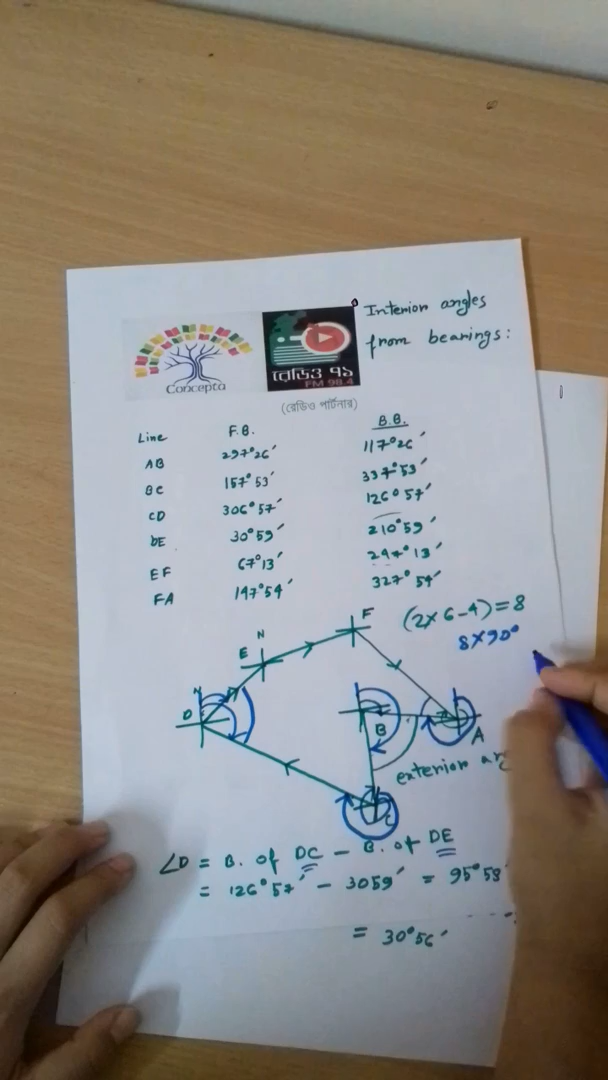 Interior angles
from bearings:
Concepta
রেডিও ৭১
FM 98.4
(রেডিও পার্টনার)
Line F.B. B.B.
AB 297°26′ 117°26′
BC 157°53′ 337°53′
CD 306°57′ 126°57′
DE 30°59′ 210°59′
EF 67°13′ 247°13′
FA 147°54′ 327°54′
(2×6-4)=8
8×90°
F
N
E
N
D
B
A
C
exterior
∠D = B. of DC - B. of DE
= 126°57′ - 3059′ = 95°58′
= 30°56′